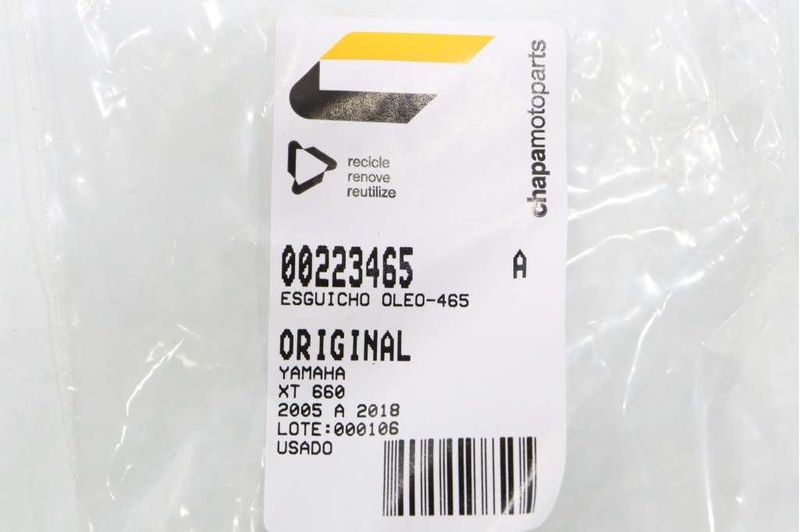 chapamotoparts
recicle
renove
reutilize
00223465 A
ESGUICHO OLEO-465
ORIGINAL
YAMAHA
XT 660
2005 A 2018
LOTE:000106
USADO